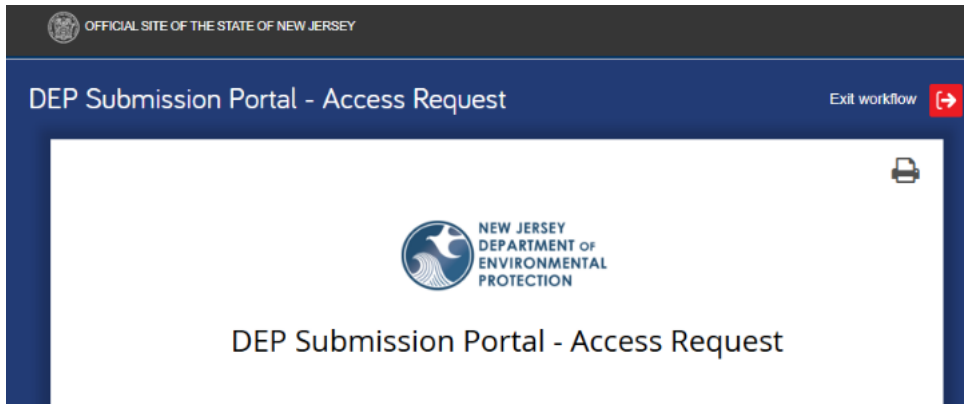 OFFICIAL SITE OF THE STATE OF NEW JERSEY
DEP Submission Portal - Access Request
Exit workflow
NEW JERSEY
DEPARTMENT OF
ENVIRONMENTAL
PROTECTION
DEP Submission Portal - Access Request